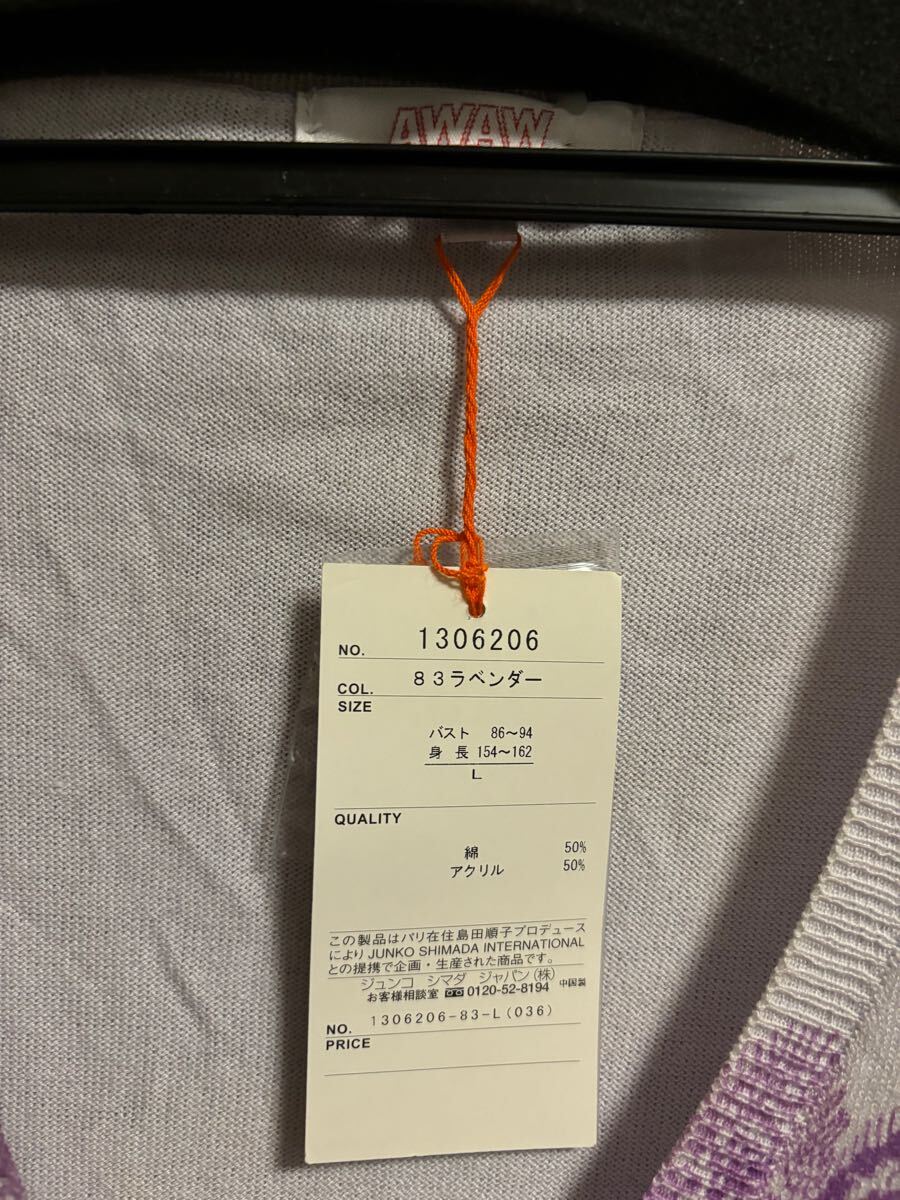 AWAW
NO. 1306206
COL. 83ラベンダー
SIZE
バスト 86〜94
身 長 154〜162
L
QUALITY
綿 50%
アクリル 50%
この製品はパリ在住島田順子プロデュース
により JUNKO SHIMADA INTERNATIONAL
との提携で企画・生産された商品です。
ジュンコ シマダ ジャパン(株)
お客様相談室 0120-52-8194 中国製
NO. 1306206-83-L(036)
PRICE